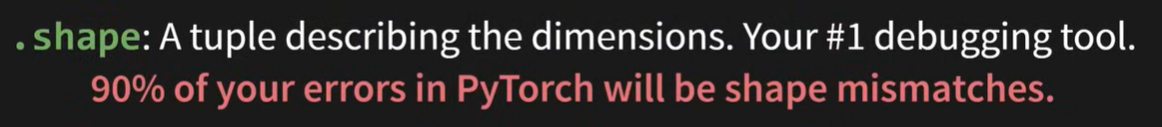 .shape: A tuple describing the dimensions. Your #1 debugging tool.
90% of your errors in PyTorch will be shape mismatches.